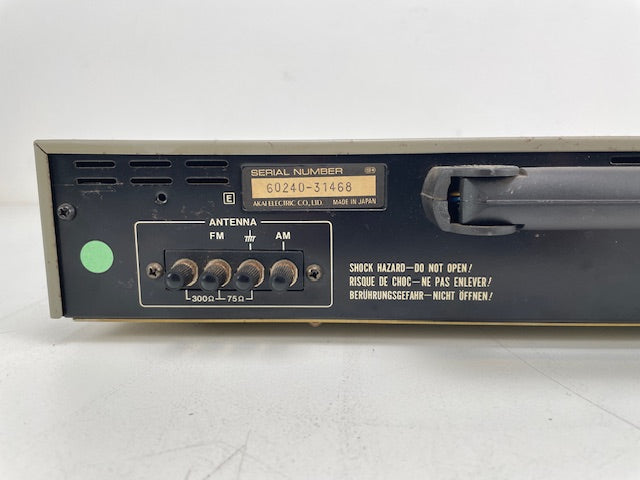 SERIAL NUMBER
60240-31468
AKAI ELECTRIC CO., LTD. MADE IN JAPAN
E
ANTENNA
FM AM
300Ω 75Ω
SHOCK HAZARD—DO NOT OPEN!
RISQUE DE CHOC—NE PAS ENLEVER!
BERÜHRUNGSGEFAHR—NICHT ÖFFNEN!